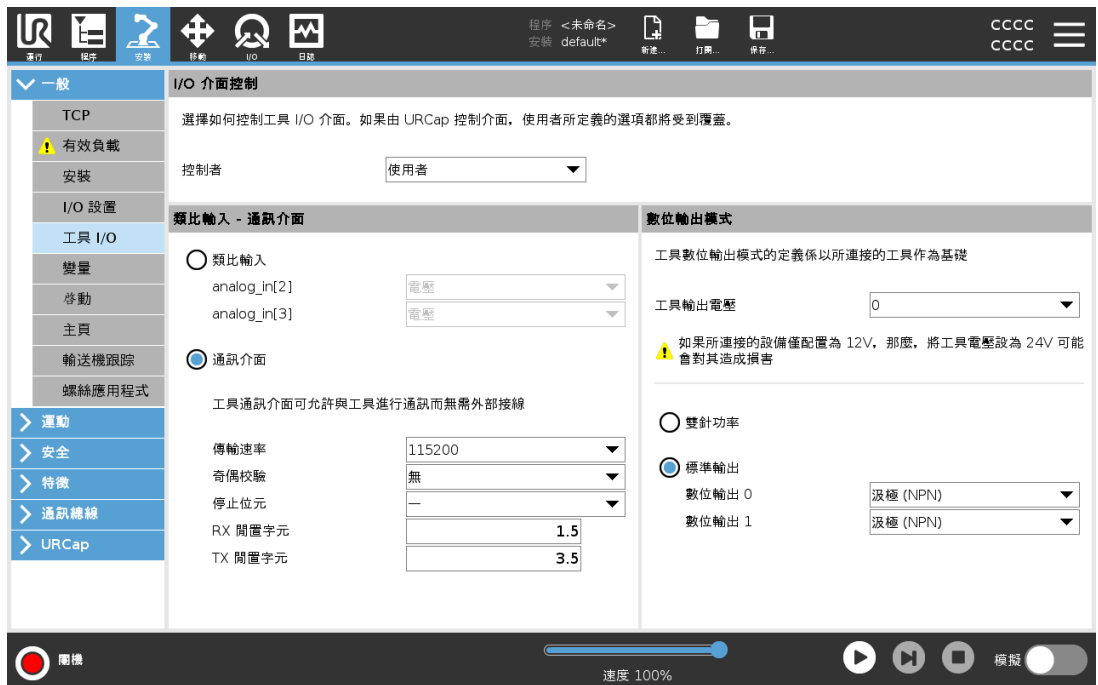 程序 <未命名>
安裝 default*
運行 程序 安裝 移動 I/O 日誌 新建... 打開... 保存...
CCCC
CCCC
一般
TCP
有效負載
安裝
I/O 設置
工具 I/O
變量
啓動
主頁
輸送機跟踪
螺絲應用程式
運動
安全
特徵
通訊總線
URCap
I/O 介面控制
選擇如何控制工具 I/O 介面。如果由 URCap 控制介面，使用者所定義的選項都將受到覆蓋。
控制者 使用者
類比輸入 - 通訊介面
類比輸入
analog_in[2] 電壓
analog_in[3] 電壓
通訊介面
工具通訊介面可允許與工具進行通訊而無需外部接線
傳輸速率 115200
奇偶校驗 無
停止位元 一
RX 閒置字元 1.5
TX 閒置字元 3.5
數位輸出模式
工具數位輸出模式的定義係以所連接的工具作為基礎
工具輸出電壓 0
如果所連接的設備僅配置為 12V，那麼，將工具電壓設為 24V 可能
會對其造成損害
雙針功率
標準輸出
數位輸出 0 汲極 (NPN)
數位輸出 1 汲極 (NPN)
關機
速度 100%
模擬